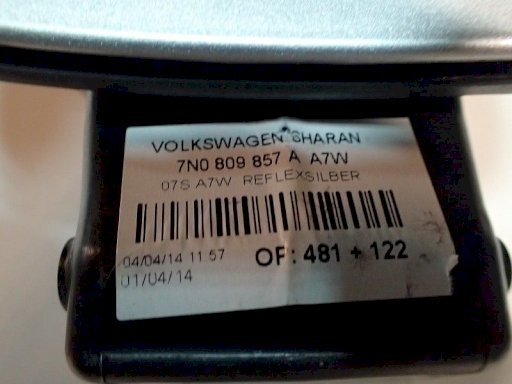 VOLKSWAGEN SHARAN
7N0 809 857 A A7W
07S A7W REFLEXSILBER
04/04/14 11 57 OF: 481 + 122
01/04/14